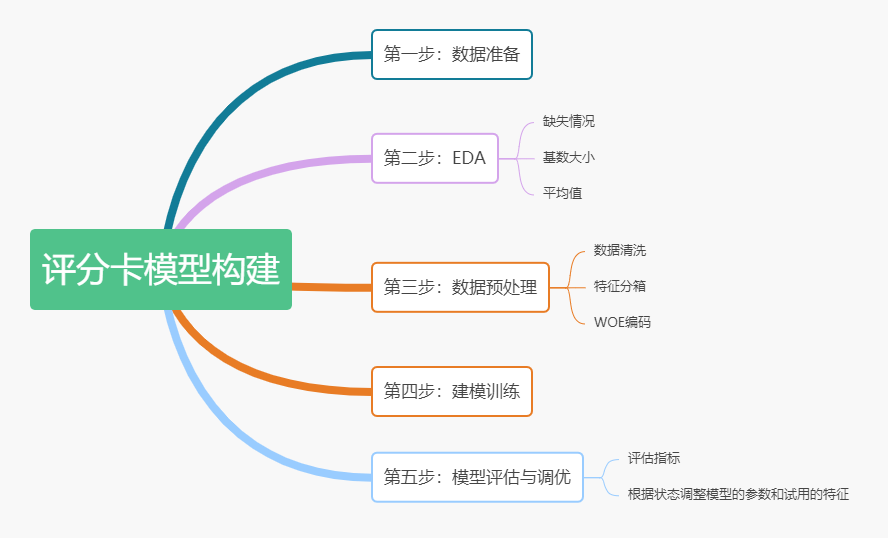 评分卡模型构建
第一步：数据准备
第二步：EDA
缺失情况
基数大小
平均值
第三步：数据预处理
数据清洗
特征分箱
WOE编码
第四步：建模训练
第五步：模型评估与调优
评估指标
根据状态调整模型的参数和试用的特征